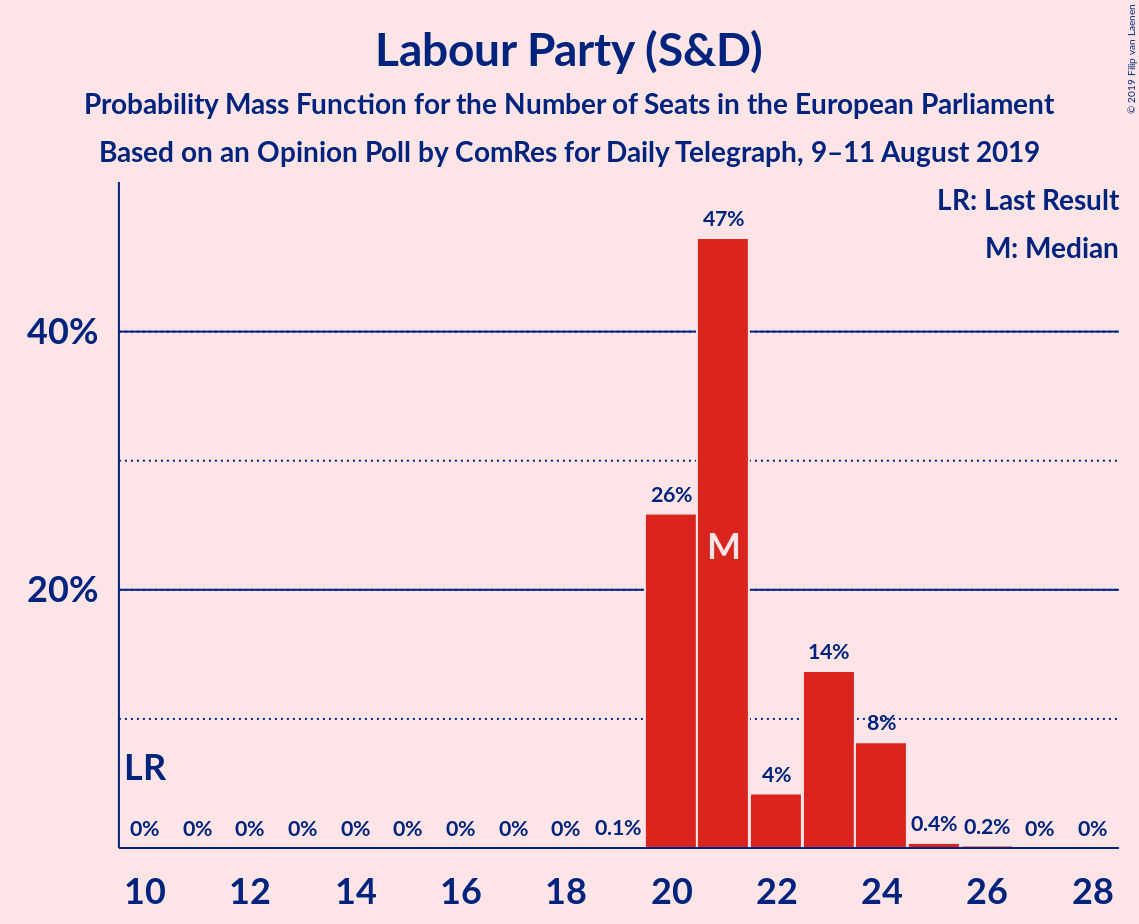 Labour Party (S&D)
Probability Mass Function for the Number of Seats in the European Parliament
Based on an Opinion Poll by ComRes for Daily Telegraph, 9–11 August 2019
© 2019 Filip van Laenen
LR: Last Result
M: Median
47%
40%
26%
M
20%
14%
8%
LR
4%
0% 0% 0% 0% 0% 0% 0% 0% 0% 0.1% 0.4% 0.2% 0% 0%
10 12 14 16 18 20 22 24 26 28